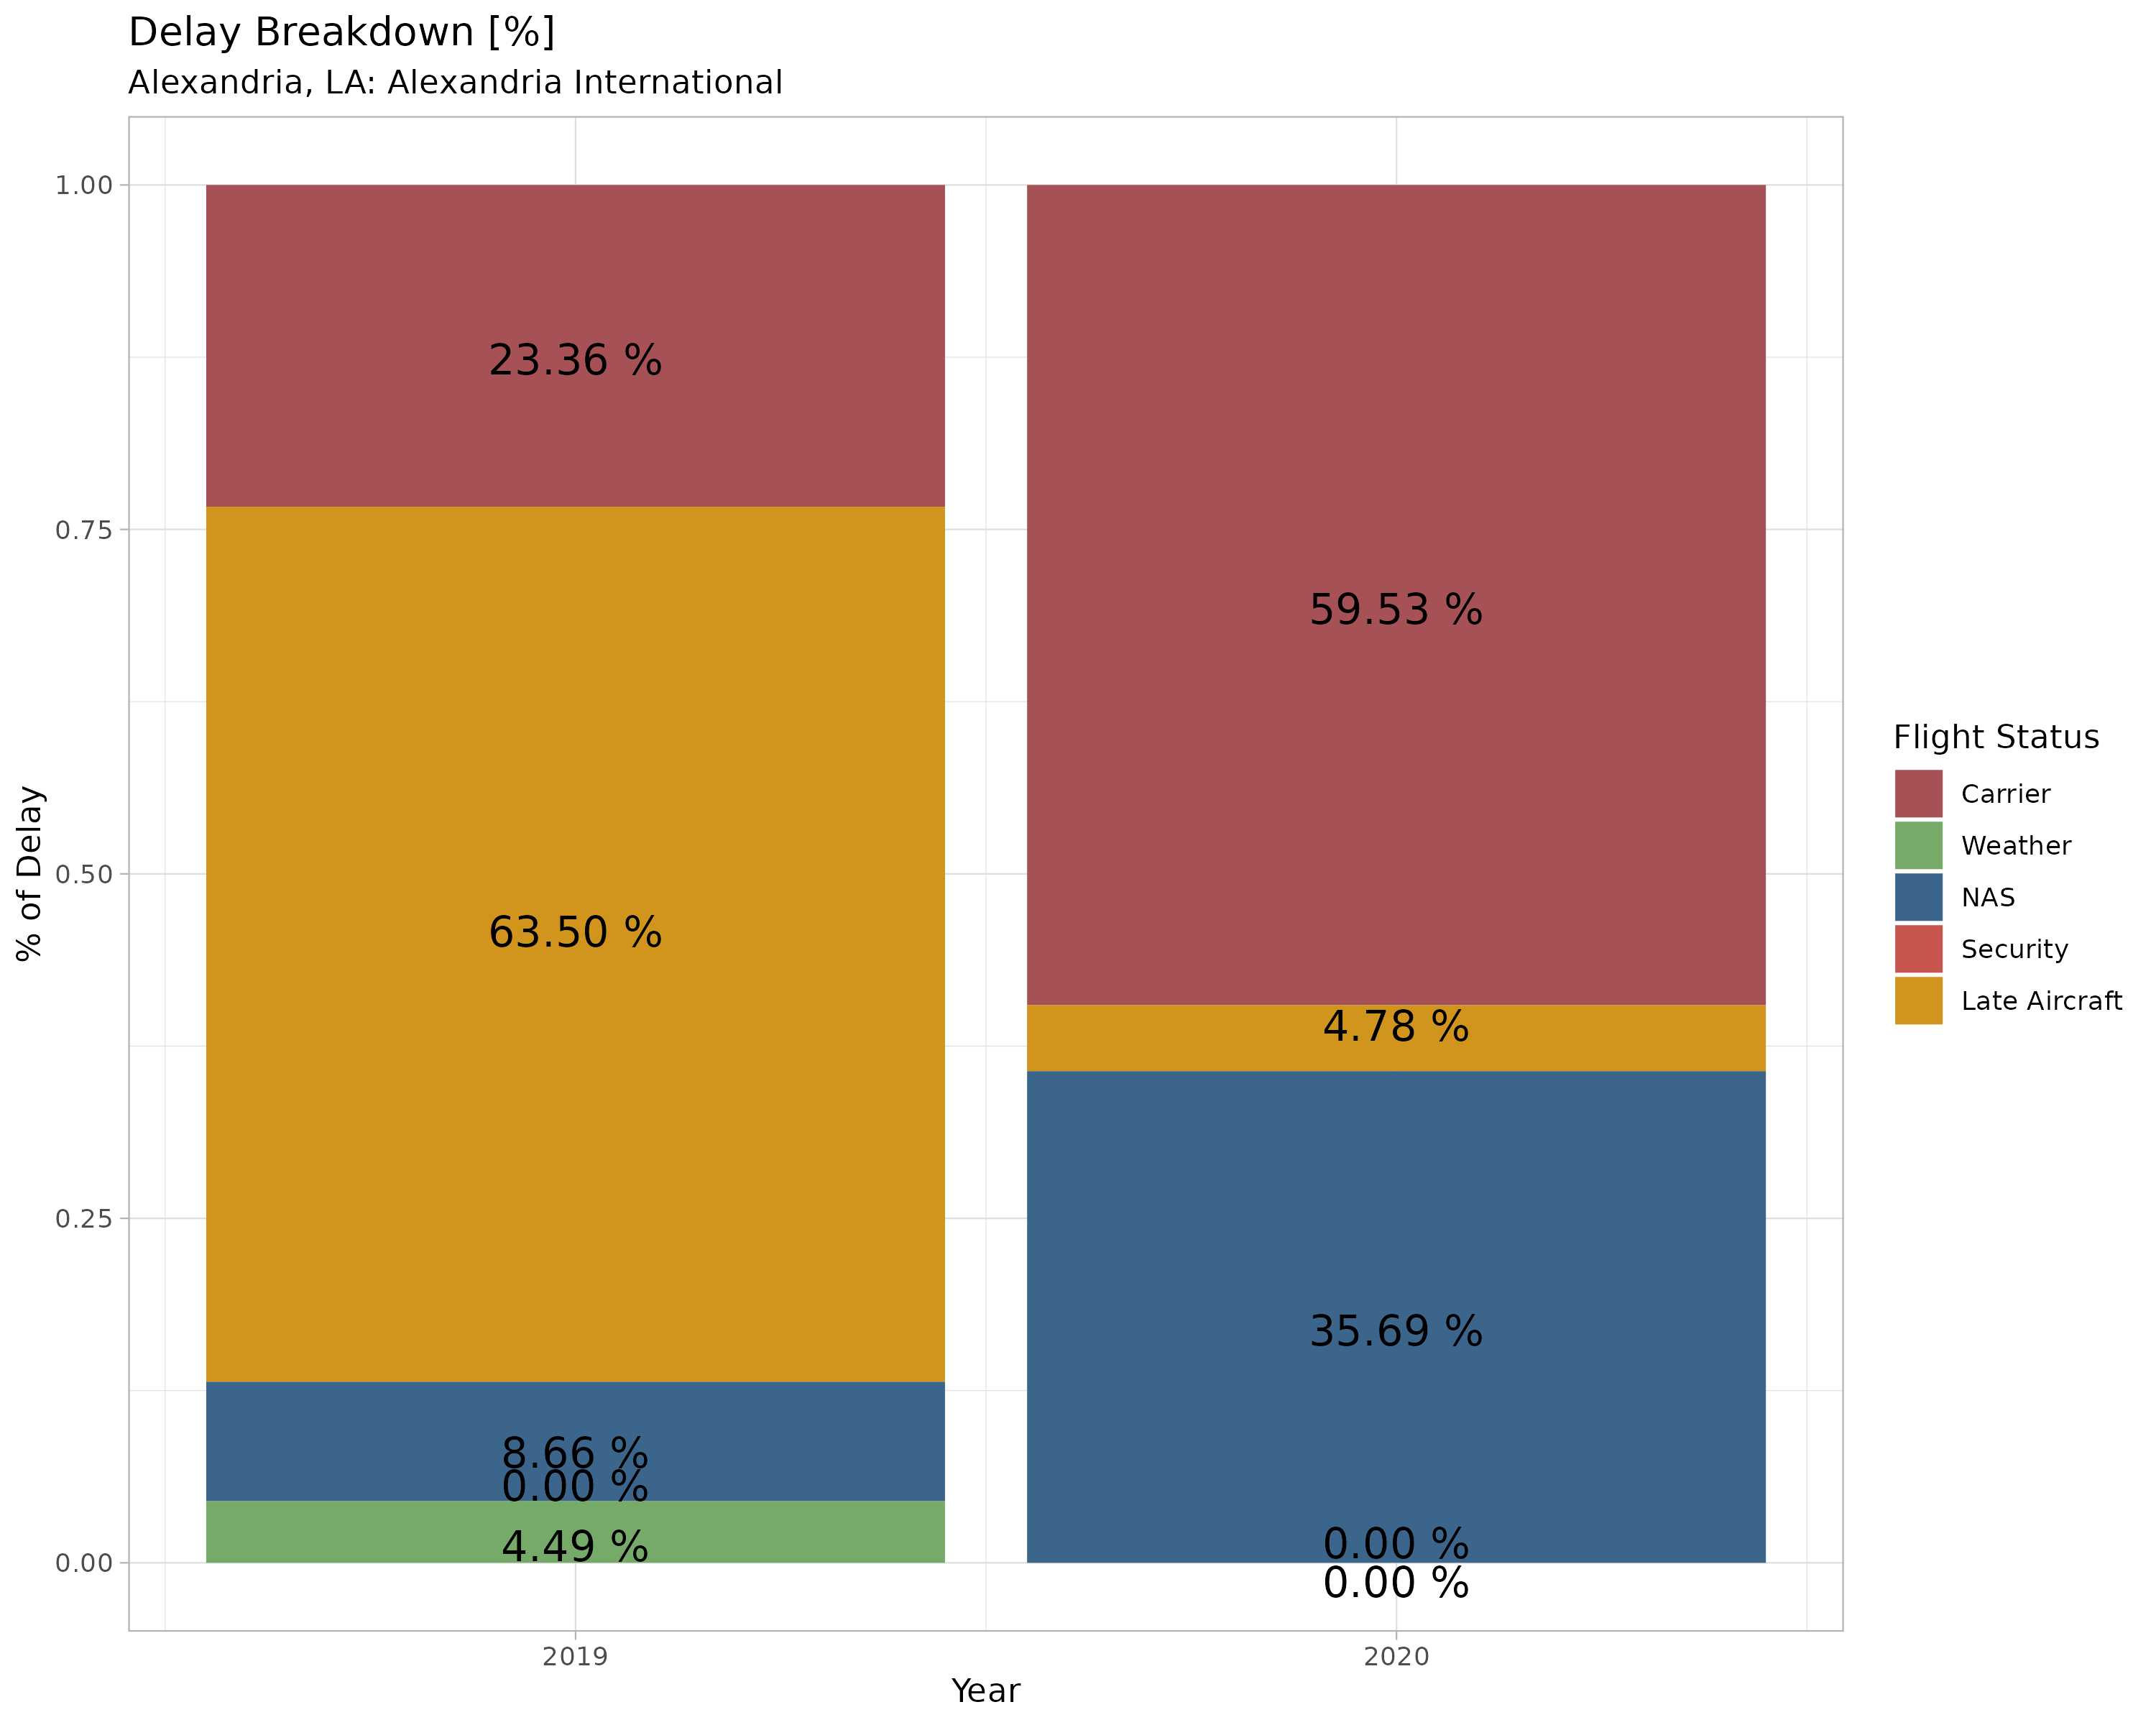 Delay Breakdown [%]
Alexandria, LA: Alexandria International
1.00
0.75
0.50
0.25
0.00
% of Delay
23.36 %
63.50 %
8.66 %
0.00 %
4.49 %
59.53 %
4.78 %
35.69 %
0.00 %
0.00 %
2019
2020
Year
Flight Status
Carrier
Weather
NAS
Security
Late Aircraft